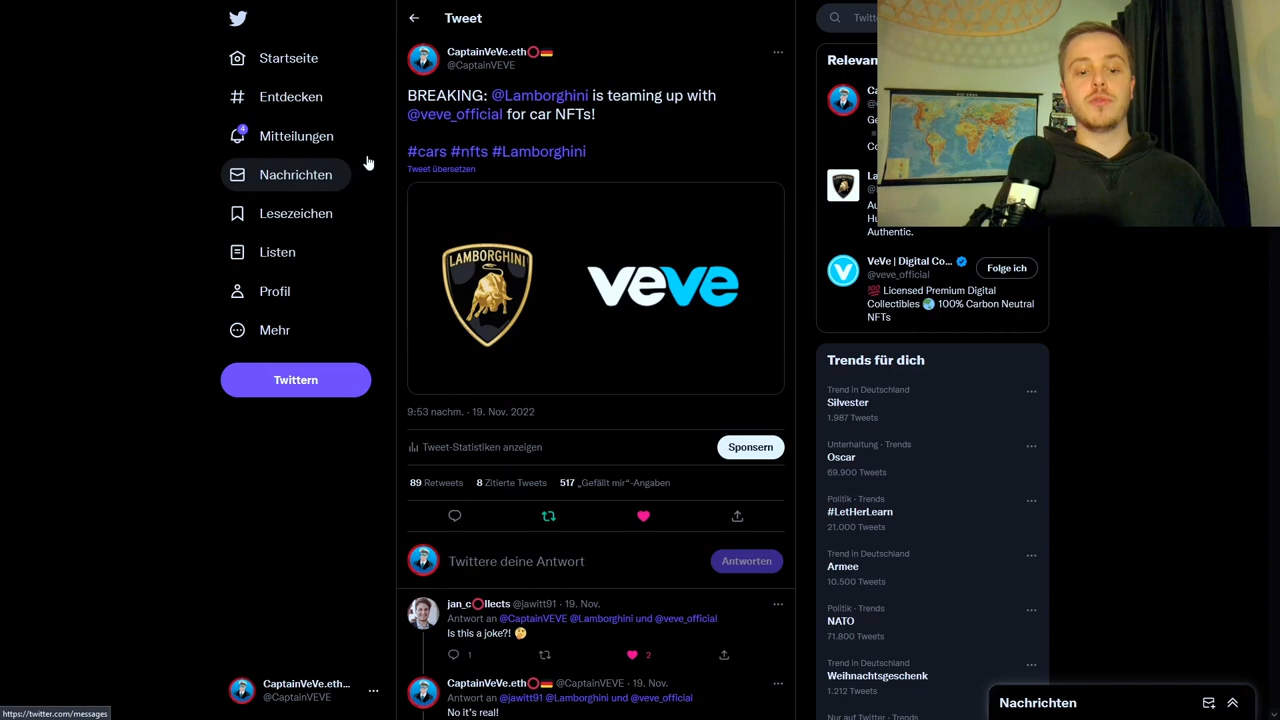 Startseite
Entdecken
4
Mitteilungen
Nachrichten
Lesezeichen
Listen
Profil
Mehr
Twittern
CaptainVeVe.eth...
@CaptainVEVE
https://twitter.com/messages
Tweet
CaptainVeVe.eth⭕🇩🇪
@CaptainVEVE
BREAKING: @Lamborghini is teaming up with
@veve_official for car NFTs!
#cars #nfts #Lamborghini
Tweet übersetzen
LAMBORGHINI
veve
9:53 nachm. · 19. Nov. 2022
Tweet-Statistiken anzeigen
Sponsern
89 Retweets 8 Zitierte Tweets 517 „Gefällt mir“-Angaben
Twittere deine Antwort
Antworten
jan_c⭕llects @jawitt91 · 19. Nov.
Antwort an @CaptainVEVE @Lamborghini und @veve_official
Is this a joke?! 🤔
1
2
CaptainVeVe.eth⭕🇩🇪 @CaptainVEVE · 19. Nov.
Antwort an @jawitt91 @Lamborghini und @veve_official
No it's real!
Authentic.
VeVe | Digital Co...
@veve_official
Folge ich
💯 Licensed Premium Digital
Collectibles 🌏 100% Carbon Neutral
NFTs
Trends für dich
Trend in Deutschland
Silvester
1.987 Tweets
Unterhaltung · Trends
Oscar
69.900 Tweets
Politik · Trends
#LetHerLearn
21.000 Tweets
Trend in Deutschland
Armee
10.500 Tweets
Politik · Trends
NATO
71.800 Tweets
Trend in Deutschland
Weihnachtsgeschenk
1.212 Tweets
Nur auf Twitter · Trends
Nachrichten